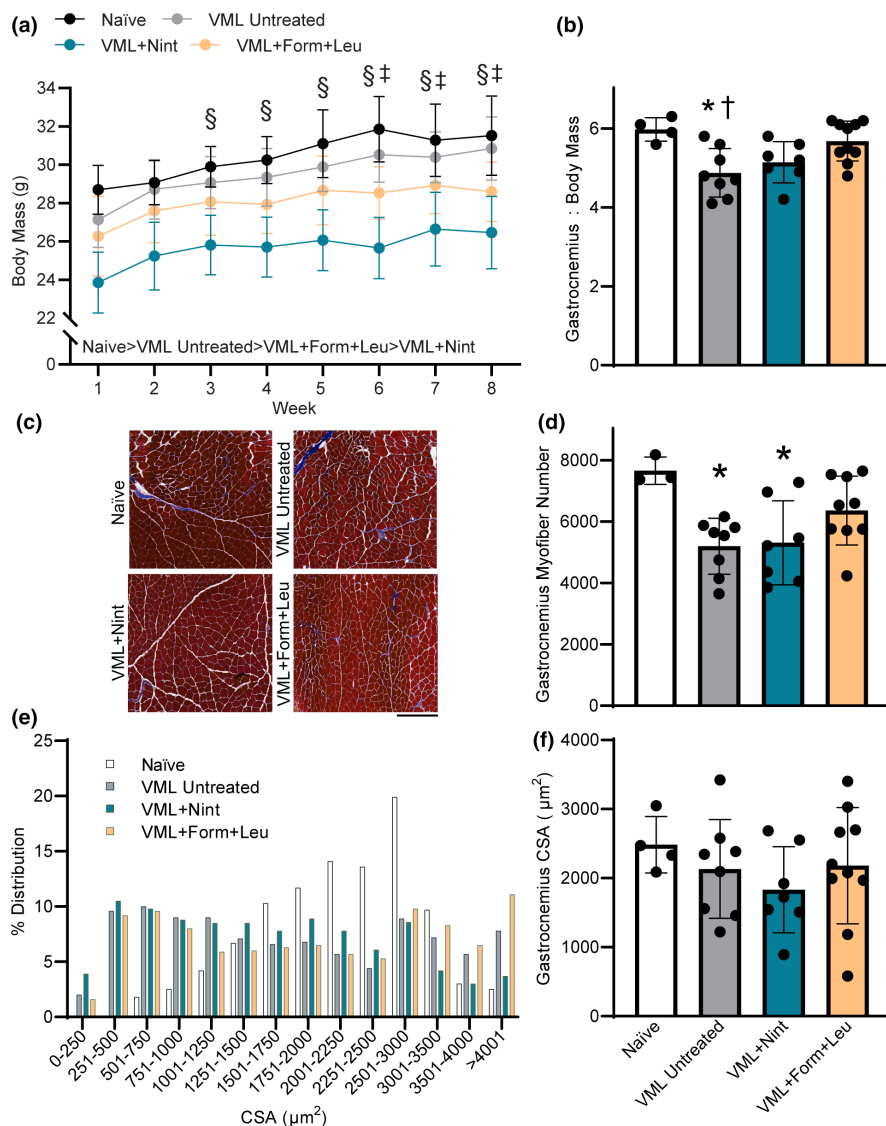 (a)
Naïve
VML Untreated
VML+Nint
VML+Form+Leu
Body Mass (g)
34
32
30
28
26
24
22
0
§
§
§
§ ‡
§ ‡
§ ‡
Naive>VML Untreated>VML+Form+Leu>VML+Nint
1 2 3 4 5 6 7 8
Week
(b)
Gastrocnemius : Body Mass
6
4
2
0
* †
(c)
Naïve
VML Untreated
VML+Nint
VML+Form+Leu
(d)
Gastrocnemius Myofiber Number
8000
6000
4000
2000
0
*
*
(e)
% Distribution
25
20
15
10
5
0
Naïve
VML Untreated
VML+Nint
VML+Form+Leu
0-250
251-500
501-750
751-1000
1001-1250
1251-1500
1501-1750
1751-2000
2001-2250
2251-2500
2501-3000
3001-3500
3501-4000
>4001
CSA (µm²)
(f)
Gastrocnemius CSA (µm²)
4000
3000
2000
1000
0
Naïve
VML Untreated
VML+Nint
VML+Form+Leu